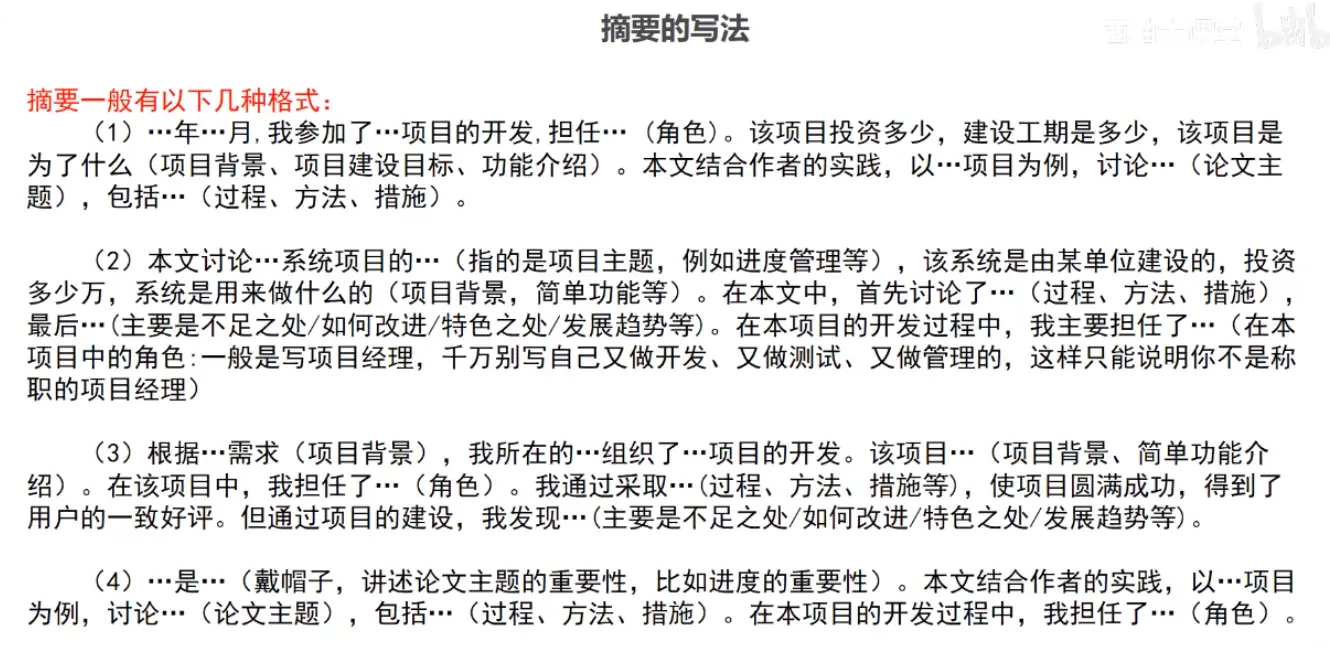 摘要的写法
摘要一般有以下几种格式：
（1）…年…月,我参加了…项目的开发,担任…（角色)。该项目投资多少，建设工期是多少，该项目是
为了什么（项目背景、项目建设目标、功能介绍）。本文结合作者的实践，以…项目为例，讨论…（论文主
题），包括…（过程、方法、措施）。
（2）本文讨论…系统项目的…（指的是项目主题，例如进度管理等），该系统是由某单位建设的，投资
多少万，系统是用来做什么的（项目背景，简单功能等）。在本文中，首先讨论了…（过程、方法、措施），
最后…(主要是不足之处/如何改进/特色之处/发展趋势等)。在本项目的开发过程中，我主要担任了…（在本
项目中的角色:一般是写项目经理，千万别写自己又做开发、又做测试、又做管理的，这样只能说明你不是称
职的项目经理）
（3）根据…需求（项目背景），我所在的…组织了…项目的开发。该项目…（项目背景、简单功能介
绍）。在该项目中，我担任了…（角色）。我通过采取…(过程、方法、措施等)，使项目圆满成功，得到了
用户的一致好评。但通过项目的建设，我发现…(主要是不足之处/如何改进/特色之处/发展趋势等)。
（4）…是…（戴帽子，讲述论文主题的重要性，比如进度的重要性）。本文结合作者的实践，以…项目
为例，讨论…（论文主题），包括…（过程、方法、措施）。在本项目的开发过程中，我担任了…（角色）。